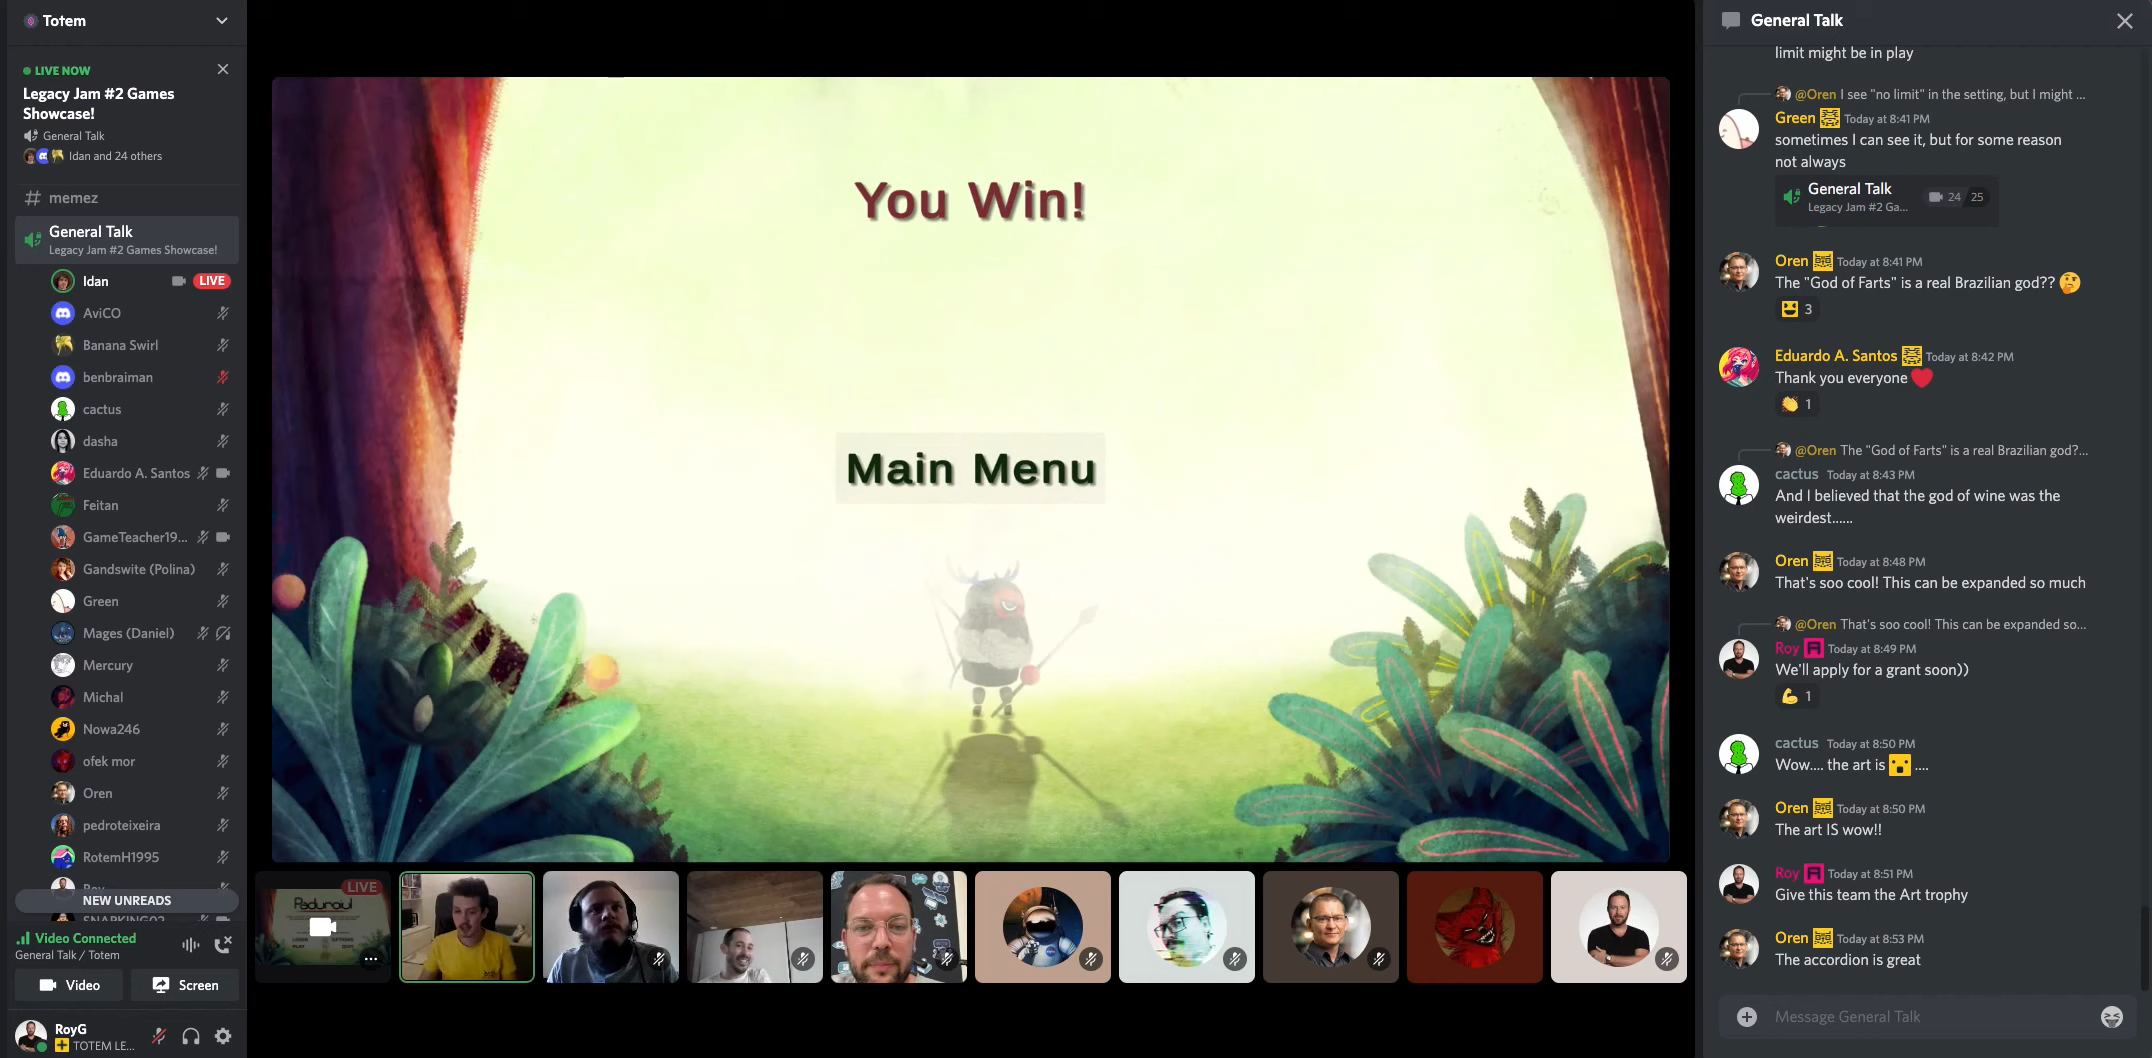 Totem
LIVE NOW
Legacy Jam #2 Games
Showcase!
General Talk
Idan and 24 others
memez
General Talk
Legacy Jam #2 Games Showcase!
Idan
LIVE
AviCO
Banana Swirl
benbraiman
cactus
dasha
Eduardo A. Santos
Feitan
GameTeacher19...
Gandswite (Polina)
Green
Mages (Daniel)
Mercury
Michal
Nowa246
ofek mor
Oren
pedroteixeira
RotemH1995
Roy
NEW UNREADS
SNARKING02
Video Connected
General Talk / Totem
Video
Screen
RoyG
TOTEM LE...
You Win!
Main Menu
LIVE
General Talk
limit might be in play
@Oren I see "no limit" in the setting, but I might ...
Green Today at 8:41 PM
sometimes I can see it, but for some reason
not always
General Talk
Legacy Jam #2 Ga...
24 25
Oren Today at 8:41 PM
The "God of Farts" is a real Brazilian god?? 🤔
3
Eduardo A. Santos Today at 8:42 PM
Thank you everyone ❤️
1
@Oren The "God of Farts" is a real Brazilian god?...
cactus Today at 8:43 PM
And I believed that the god of wine was the
weirdest......
Oren Today at 8:48 PM
That's soo cool! This can be expanded so much
@Oren That's soo cool! This can be expanded so...
Roy Today at 8:49 PM
We'll apply for a grant soon))
1
cactus Today at 8:50 PM
Wow.... the art is ....
Oren Today at 8:50 PM
The art IS wow!!
Roy Today at 8:51 PM
Give this team the Art trophy
Oren Today at 8:53 PM
The accordion is great
Message General Talk